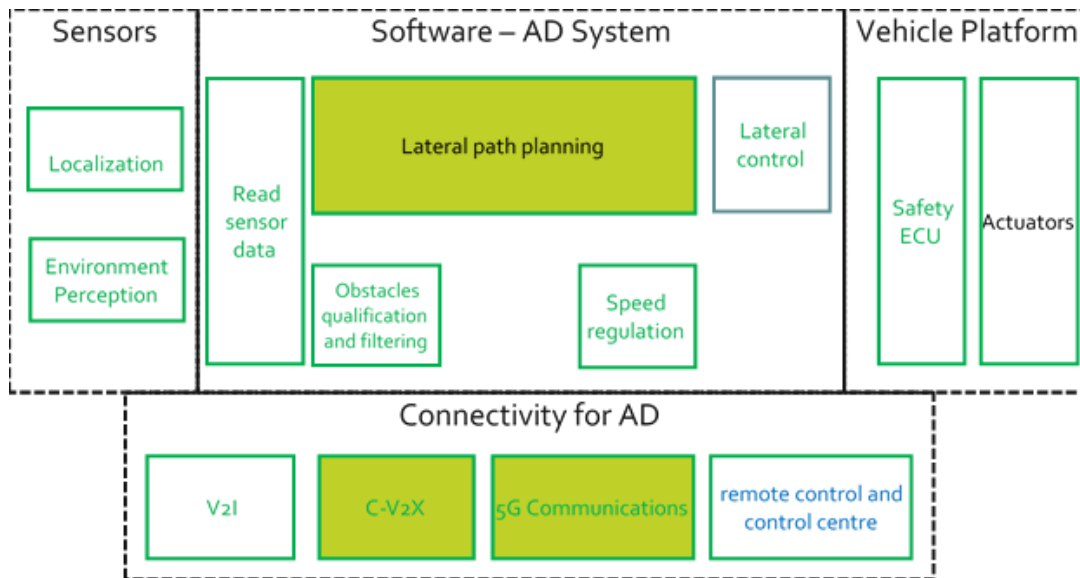 Sensors
Software – AD System
Vehicle Platform
Localization
Environment
Perception
Read
sensor
data
Lateral path planning
Lateral
control
Obstacles
qualification
and filtering
Speed
regulation
Safety
ECU
Actuators
Connectivity for AD
V2I
C-V2X
5G Communications
remote control and
control centre